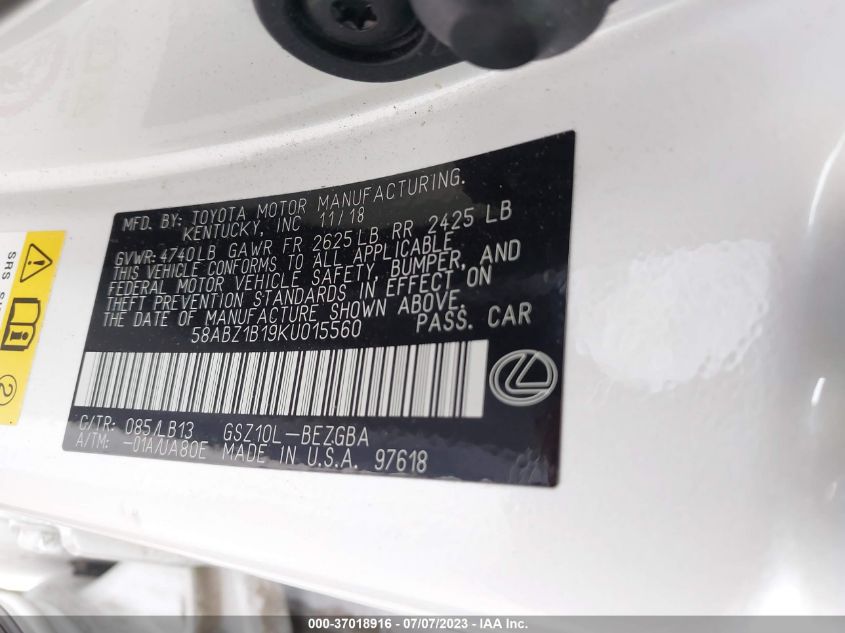 MFD. BY: TOYOTA MOTOR MANUFACTURING.
KENTUCKY, INC 11/18
GVWR: 4740LB GAWR FR 2625LB RR 2425 LB
THIS VEHICLE CONFORMS TO ALL APPLICABLE
FEDERAL MOTOR VEHICLE SAFETY, BUMPER, AND
THEFT PREVENTION STANDARDS IN EFFECT ON
THE DATE OF MANUFACTURE SHOWN ABOVE.
58ABZ1B19KU015560 PASS. CAR
C/TR: 085/LB13 GSZ10L-BEZGBA
A/TM: -01A/UA80E MADE IN U.S.A. 97618
SRS
2
000-37018916 - 07/07/2023 - IAA Inc.